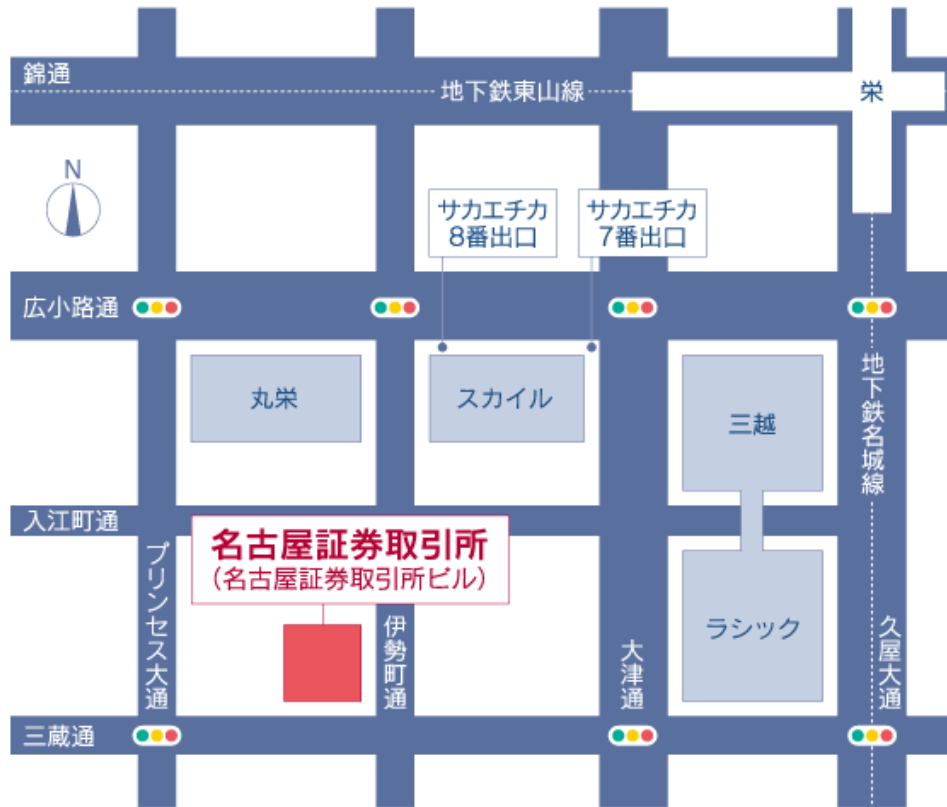 錦通
地下鉄東山線
栄
N
サカエチカ
8番出口
サカエチカ
7番出口
広小路通
丸栄
スカイル
三越
地下鉄名城線
入江町通
名古屋証券取引所
(名古屋証券取引所ビル)
プリンセス大通
伊勢町通
大津通
ラシック
久屋大通
三蔵通